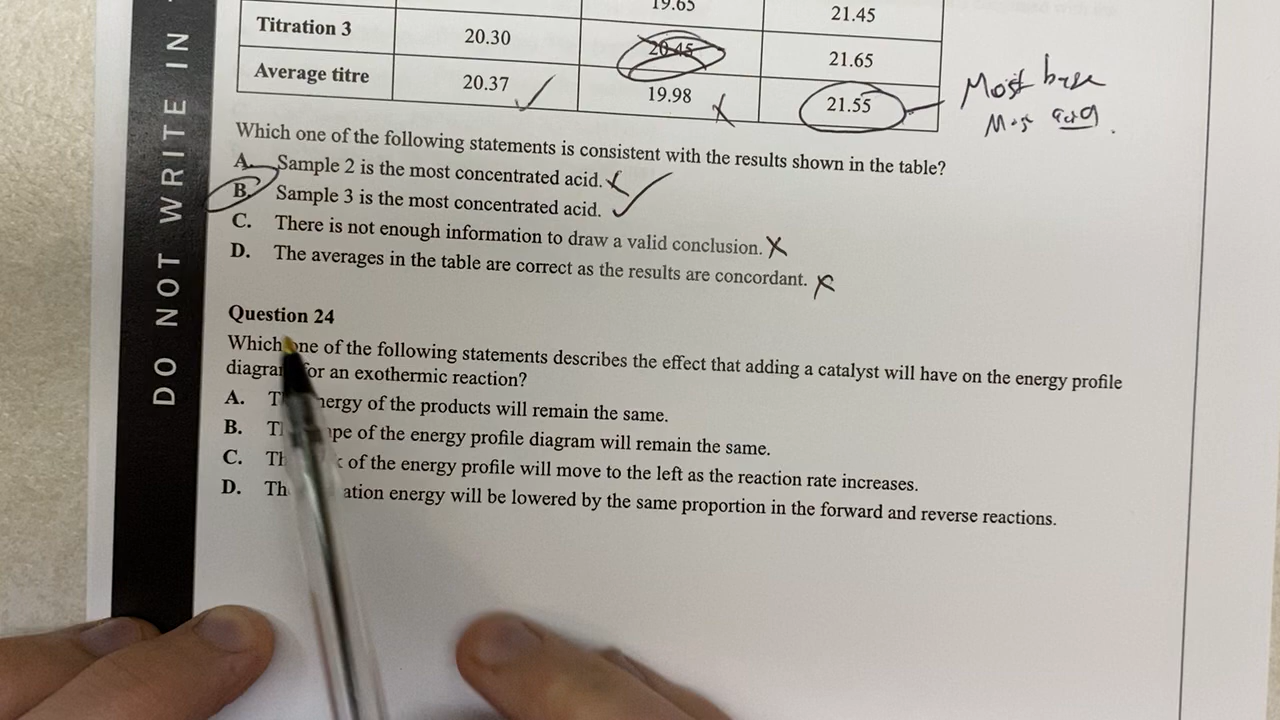 19.65 21.45
Titration 3 20.30 20.45 21.65
Average titre 20.37 19.98 21.55
Most base
acid.
Which one of the following statements is consistent with the results shown in the table?
A. Sample 2 is the most concentrated acid.
B. Sample 3 is the most concentrated acid.
C. There is not enough information to draw a valid conclusion.
D. The averages in the table are correct as the results are concordant.
Question 24
Which one of the following statements describes the effect that adding a catalyst will have on the energy profile
for an exothermic reaction?
A. of the products will remain the same.
B. of the energy profile diagram will remain the same.
C. of the energy profile will move to the left as the reaction rate increases.
D. energy will be lowered by the same proportion in the forward and reverse reactions.
DO NOT WRITE IN